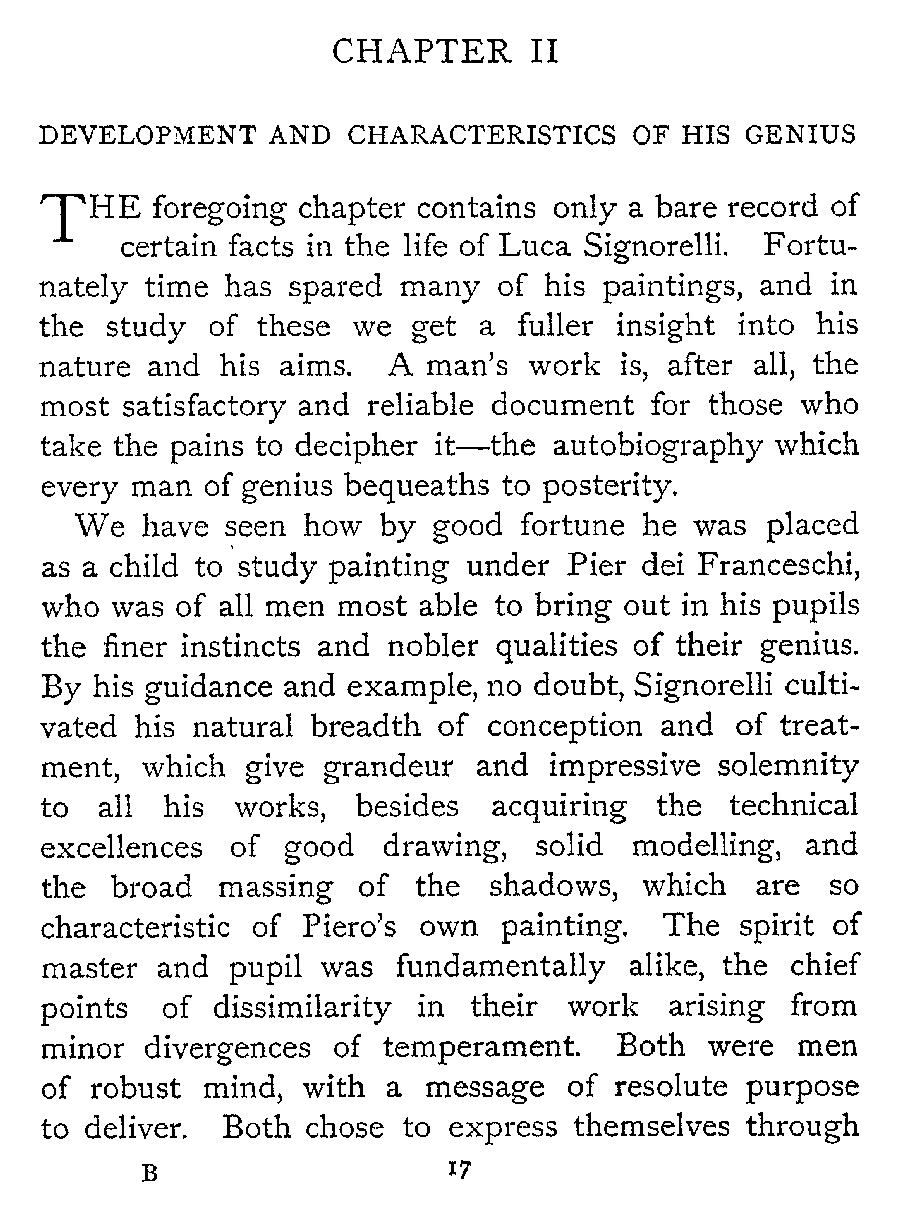 CHAPTER II
DEVELOPMENT AND CHARACTERISTICS OF HIS GENIUS
THE foregoing chapter contains only a bare record of
certain facts in the life of Luca Signorelli. Fortu-
nately time has spared many of his paintings, and in
the study of these we get a fuller insight into his
nature and his aims. A man's work is, after all, the
most satisfactory and reliable document for those who
take the pains to decipher it—the autobiography which
every man of genius bequeaths to posterity.
We have seen how by good fortune he was placed
as a child to study painting under Pier dei Franceschi,
who was of all men most able to bring out in his pupils
the finer instincts and nobler qualities of their genius.
By his guidance and example, no doubt, Signorelli culti-
vated his natural breadth of conception and of treat-
ment, which give grandeur and impressive solemnity
to all his works, besides acquiring the technical
excellences of good drawing, solid modelling, and
the broad massing of the shadows, which are so
characteristic of Piero's own painting. The spirit of
master and pupil was fundamentally alike, the chief
points of dissimilarity in their work arising from
minor divergences of temperament. Both were men
of robust mind, with a message of resolute purpose
to deliver. Both chose to express themselves through
B 17